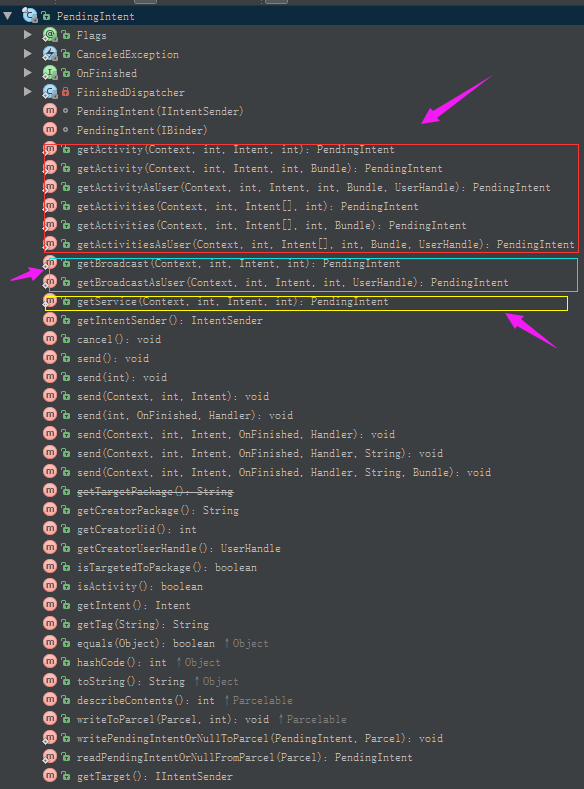 PendingIntent
Flags
CanceledException
OnFinished
FinishedDispatcher
PendingIntent(IIntentSender)
PendingIntent(IBinder)
getActivity(Context, int, Intent, int): PendingIntent
getActivity(Context, int, Intent, int, Bundle): PendingIntent
getActivityAsUser(Context, int, Intent, int, Bundle, UserHandle): PendingIntent
getActivities(Context, int, Intent[], int): PendingIntent
getActivities(Context, int, Intent[], int, Bundle): PendingIntent
getActivitiesAsUser(Context, int, Intent[], int, Bundle, UserHandle): PendingIntent
getBroadcast(Context, int, Intent, int): PendingIntent
getBroadcastAsUser(Context, int, Intent, int, UserHandle): PendingIntent
getService(Context, int, Intent, int): PendingIntent
getIntentSender(): IntentSender
cancel(): void
send(): void
send(int): void
send(Context, int, Intent): void
send(int, OnFinished, Handler): void
send(Context, int, Intent, OnFinished, Handler): void
send(Context, int, Intent, OnFinished, Handler, String): void
send(Context, int, Intent, OnFinished, Handler, String, Bundle): void
getTargetPackage(): String
getCreatorPackage(): String
getCreatorUid(): int
getCreatorUserHandle(): UserHandle
isTargetedToPackage(): boolean
isActivity(): boolean
getIntent(): Intent
getTag(String): String
equals(Object): boolean ↑Object
hashCode(): int ↑Object
toString(): String ↑Object
describeContents(): int ↑Parcelable
writeToParcel(Parcel, int): void ↑Parcelable
writePendingIntentOrNullToParcel(PendingIntent, Parcel): void
readPendingIntentOrNullFromParcel(Parcel): PendingIntent
getTarget(): IIntentSender